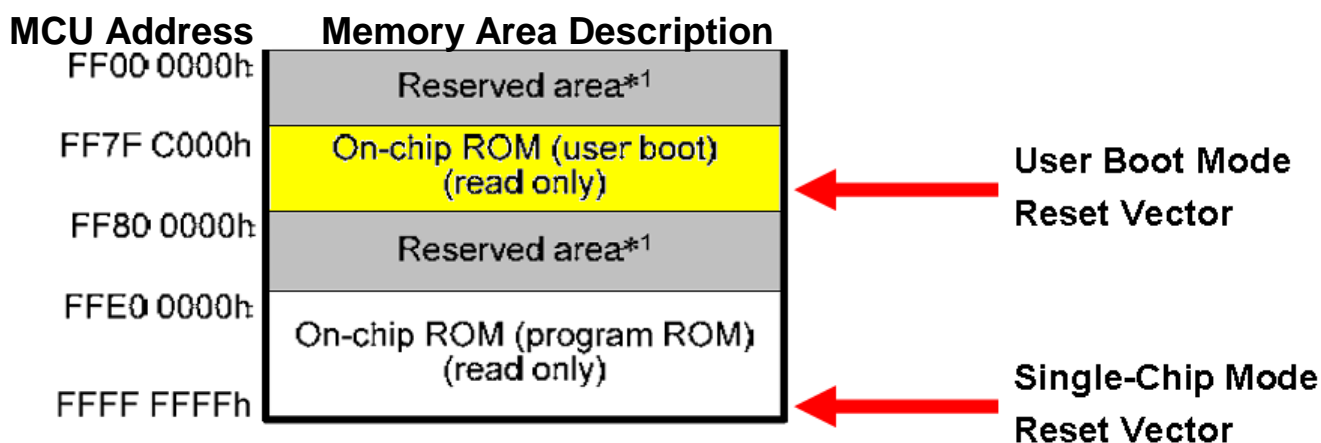 MCU Address Memory Area Description
FF00 0000h
Reserved area*1
FF7F C000h
On-chip ROM (user boot)
(read only)
User Boot Mode
Reset Vector
FF80 0000h
Reserved area*1
FFE0 0000h
On-chip ROM (program ROM)
(read only)
FFFF FFFFh
Single-Chip Mode
Reset Vector